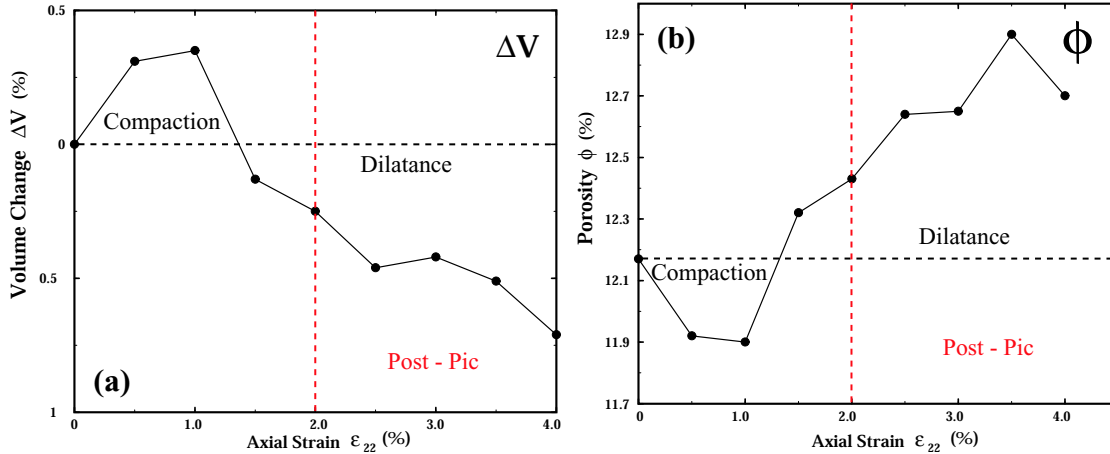 0.5
0
0.5
1
Volume Change ΔV (%)
ΔV
Compaction
Dilatance
Post - Pic
(a)
0
1.0
2.0
3.0
4.0
Axial Strain ε22 (%)
12.9
12.7
12.5
12.3
12.1
11.9
11.7
Porosity ϕ (%)
(b)
ϕ
Dilatance
Compaction
Post - Pic
0
1.0
2.0
3.0
4.0
Axial Strain ε22 (%)